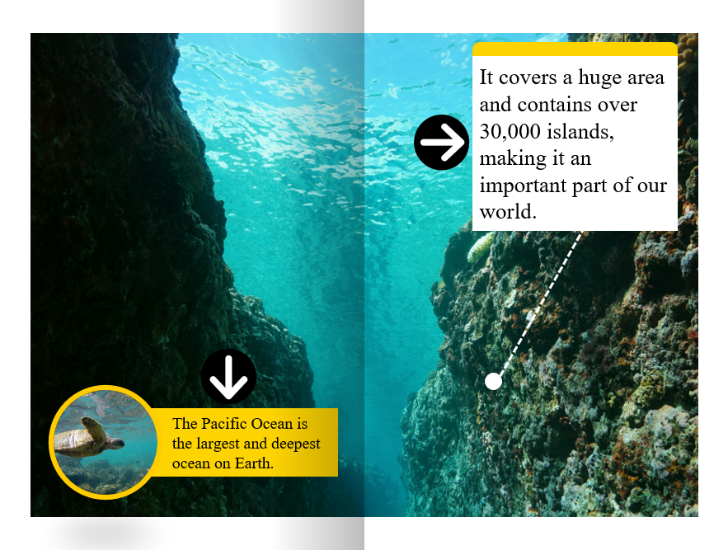 The Pacific Ocean is
the largest and deepest
ocean on Earth.
It covers a huge area
and contains over
30,000 islands,
making it an
important part of our
world.